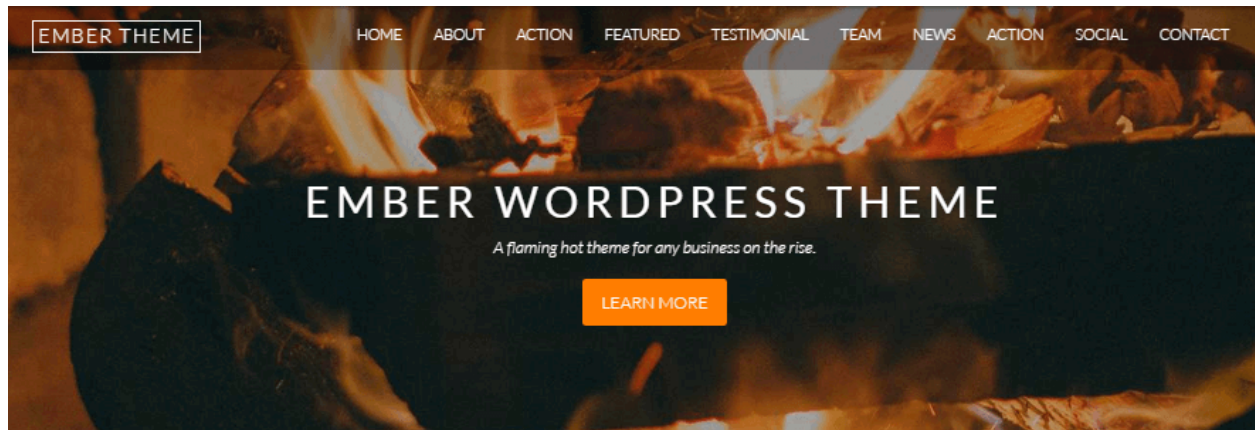 EMBER THEME
HOME ABOUT ACTION FEATURED TESTIMONIAL TEAM NEWS ACTION SOCIAL CONTACT
EMBER WORDPRESS THEME
A flaming hot theme for any business on the rise.
LEARN MORE